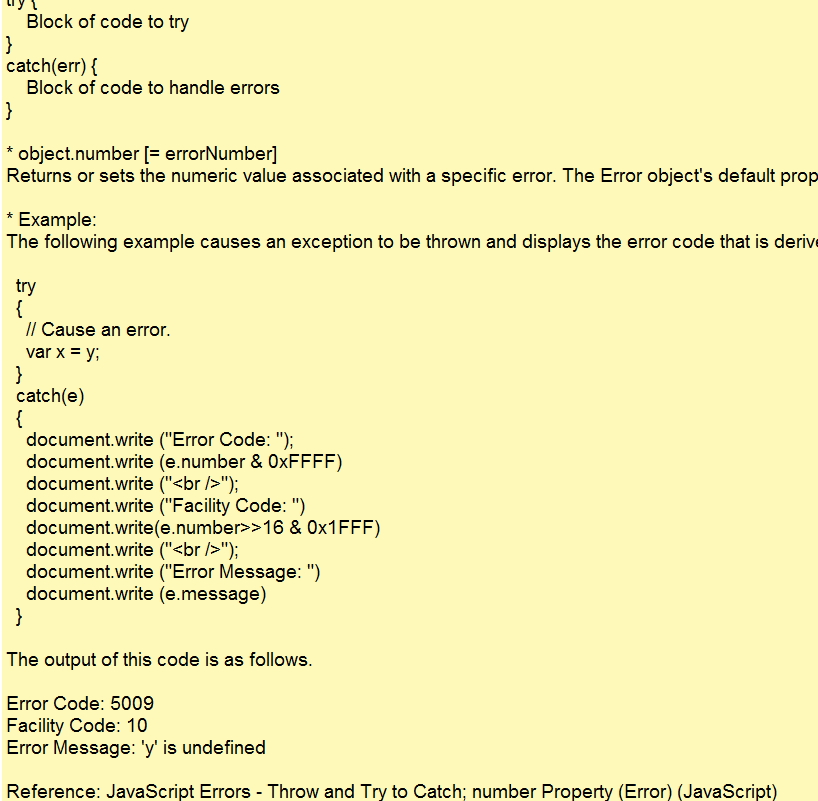 try {
Block of code to try
}
catch(err) {
Block of code to handle errors
}
* object.number [= errorNumber]
Returns or sets the numeric value associated with a specific error. The Error object's default prop
* Example:
The following example causes an exception to be thrown and displays the error code that is derive
try
{
// Cause an error.
var x = y;
}
catch(e)
{
document.write ("Error Code: ");
document.write (e.number & 0xFFFF)
document.write ("<br />");
document.write ("Facility Code: ")
document.write(e.number>>16 & 0x1FFF)
document.write ("<br />");
document.write ("Error Message: ")
document.write (e.message)
}
The output of this code is as follows.
Error Code: 5009
Facility Code: 10
Error Message: 'y' is undefined
Reference: JavaScript Errors - Throw and Try to Catch; number Property (Error) (JavaScript)